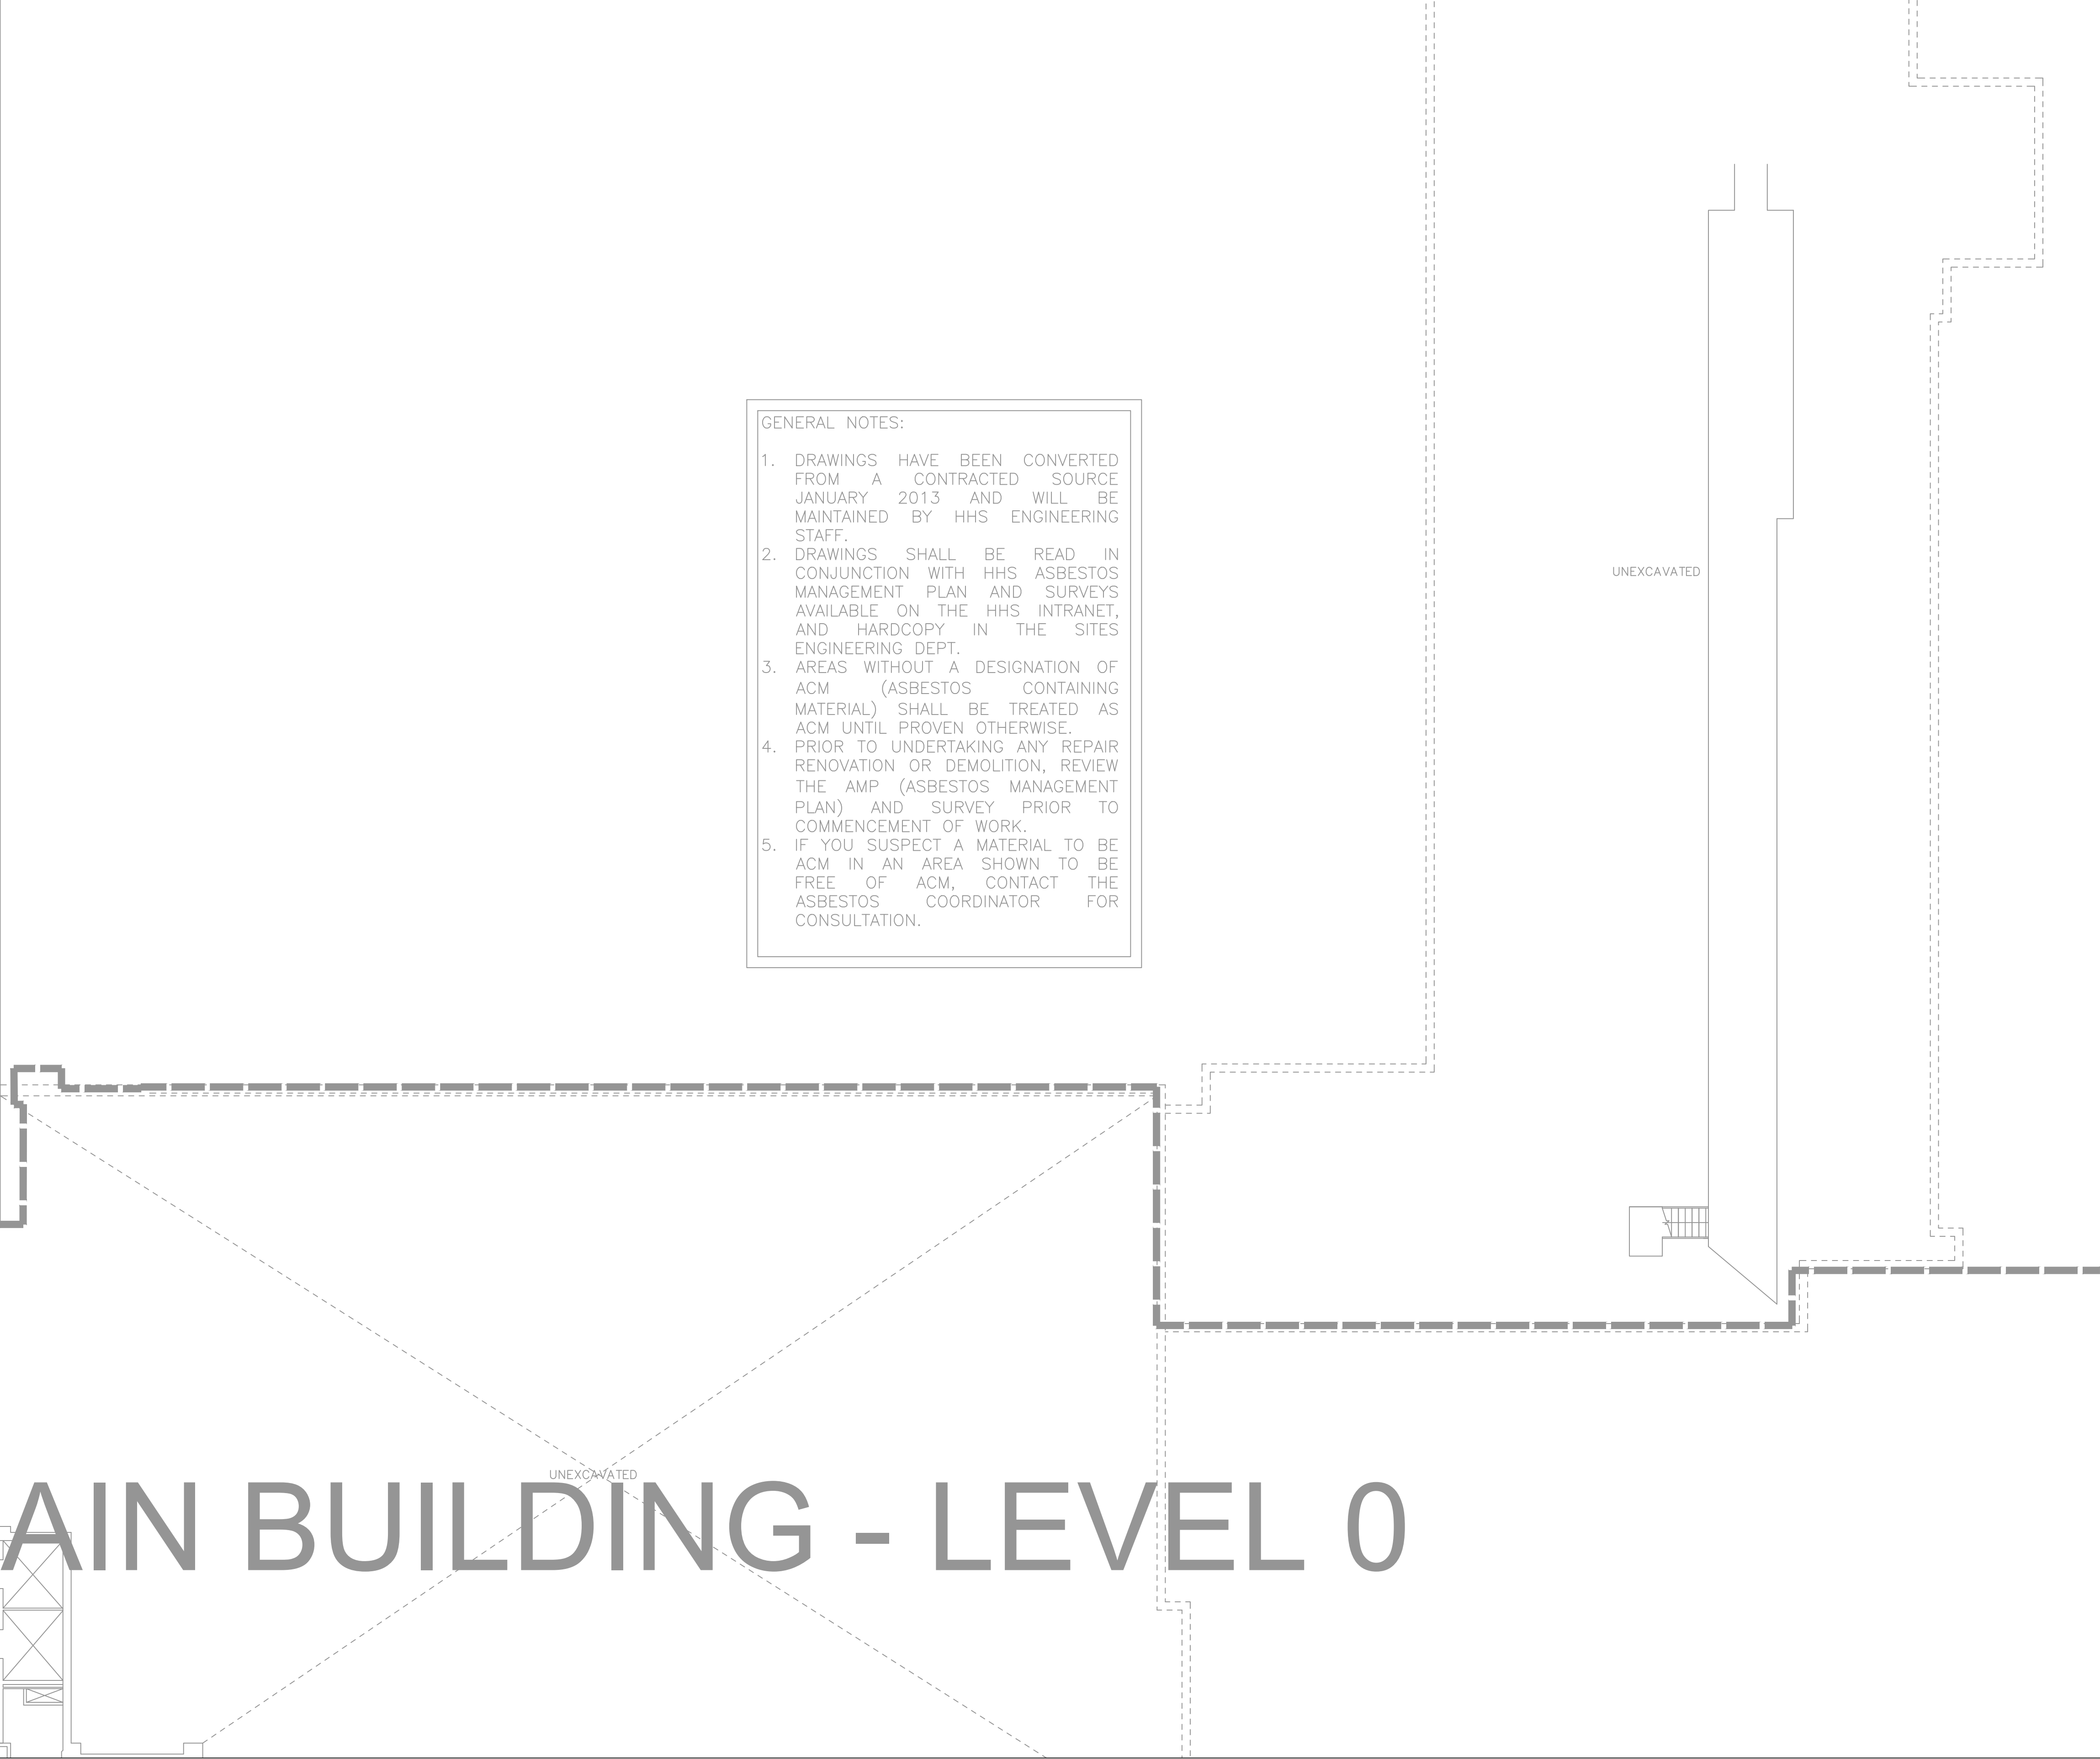 GENERAL NOTES:
1. DRAWINGS HAVE BEEN CONVERTED
FROM A CONTRACTED SOURCE
JANUARY 2013 AND WILL BE
MAINTAINED BY HHS ENGINEERING
STAFF.
2. DRAWINGS SHALL BE READ IN
CONJUNCTION WITH HHS ASBESTOS
MANAGEMENT PLAN AND SURVEYS
AVAILABLE ON THE HHS INTRANET,
AND HARDCOPY IN THE SITES
ENGINEERING DEPT.
3. AREAS WITHOUT A DESIGNATION OF
ACM (ASBESTOS CONTAINING
MATERIAL) SHALL BE TREATED AS
ACM UNTIL PROVEN OTHERWISE.
4. PRIOR TO UNDERTAKING ANY REPAIR
RENOVATION OR DEMOLITION, REVIEW
THE AMP (ASBESTOS MANAGEMENT
PLAN) AND SURVEY PRIOR TO
COMMENCEMENT OF WORK.
5. IF YOU SUSPECT A MATERIAL TO BE
ACM IN AN AREA SHOWN TO BE
FREE OF ACM, CONTACT THE
ASBESTOS COORDINATOR FOR
CONSULTATION.
UNEXCAVATED
UNEXCAVATED
AIN BUILDING - LEVEL 0